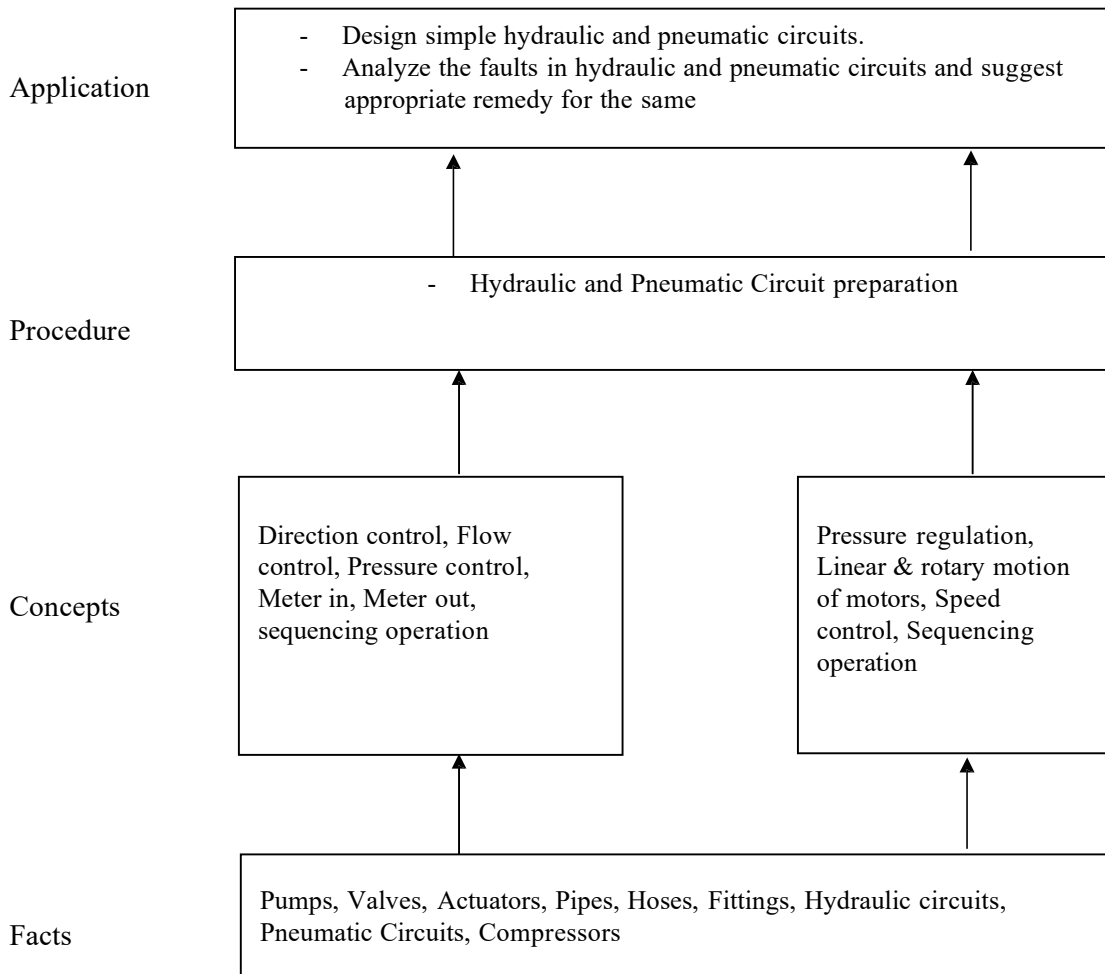 Application
- Design simple hydraulic and pneumatic circuits.
- Analyze the faults in hydraulic and pneumatic circuits and suggest
appropriate remedy for the same
Procedure
- Hydraulic and Pneumatic Circuit preparation
Concepts
Direction control, Flow
control, Pressure control,
Meter in, Meter out,
sequencing operation
Pressure regulation,
Linear & rotary motion
of motors, Speed
control, Sequencing
operation
Facts
Pumps, Valves, Actuators, Pipes, Hoses, Fittings, Hydraulic circuits,
Pneumatic Circuits, Compressors